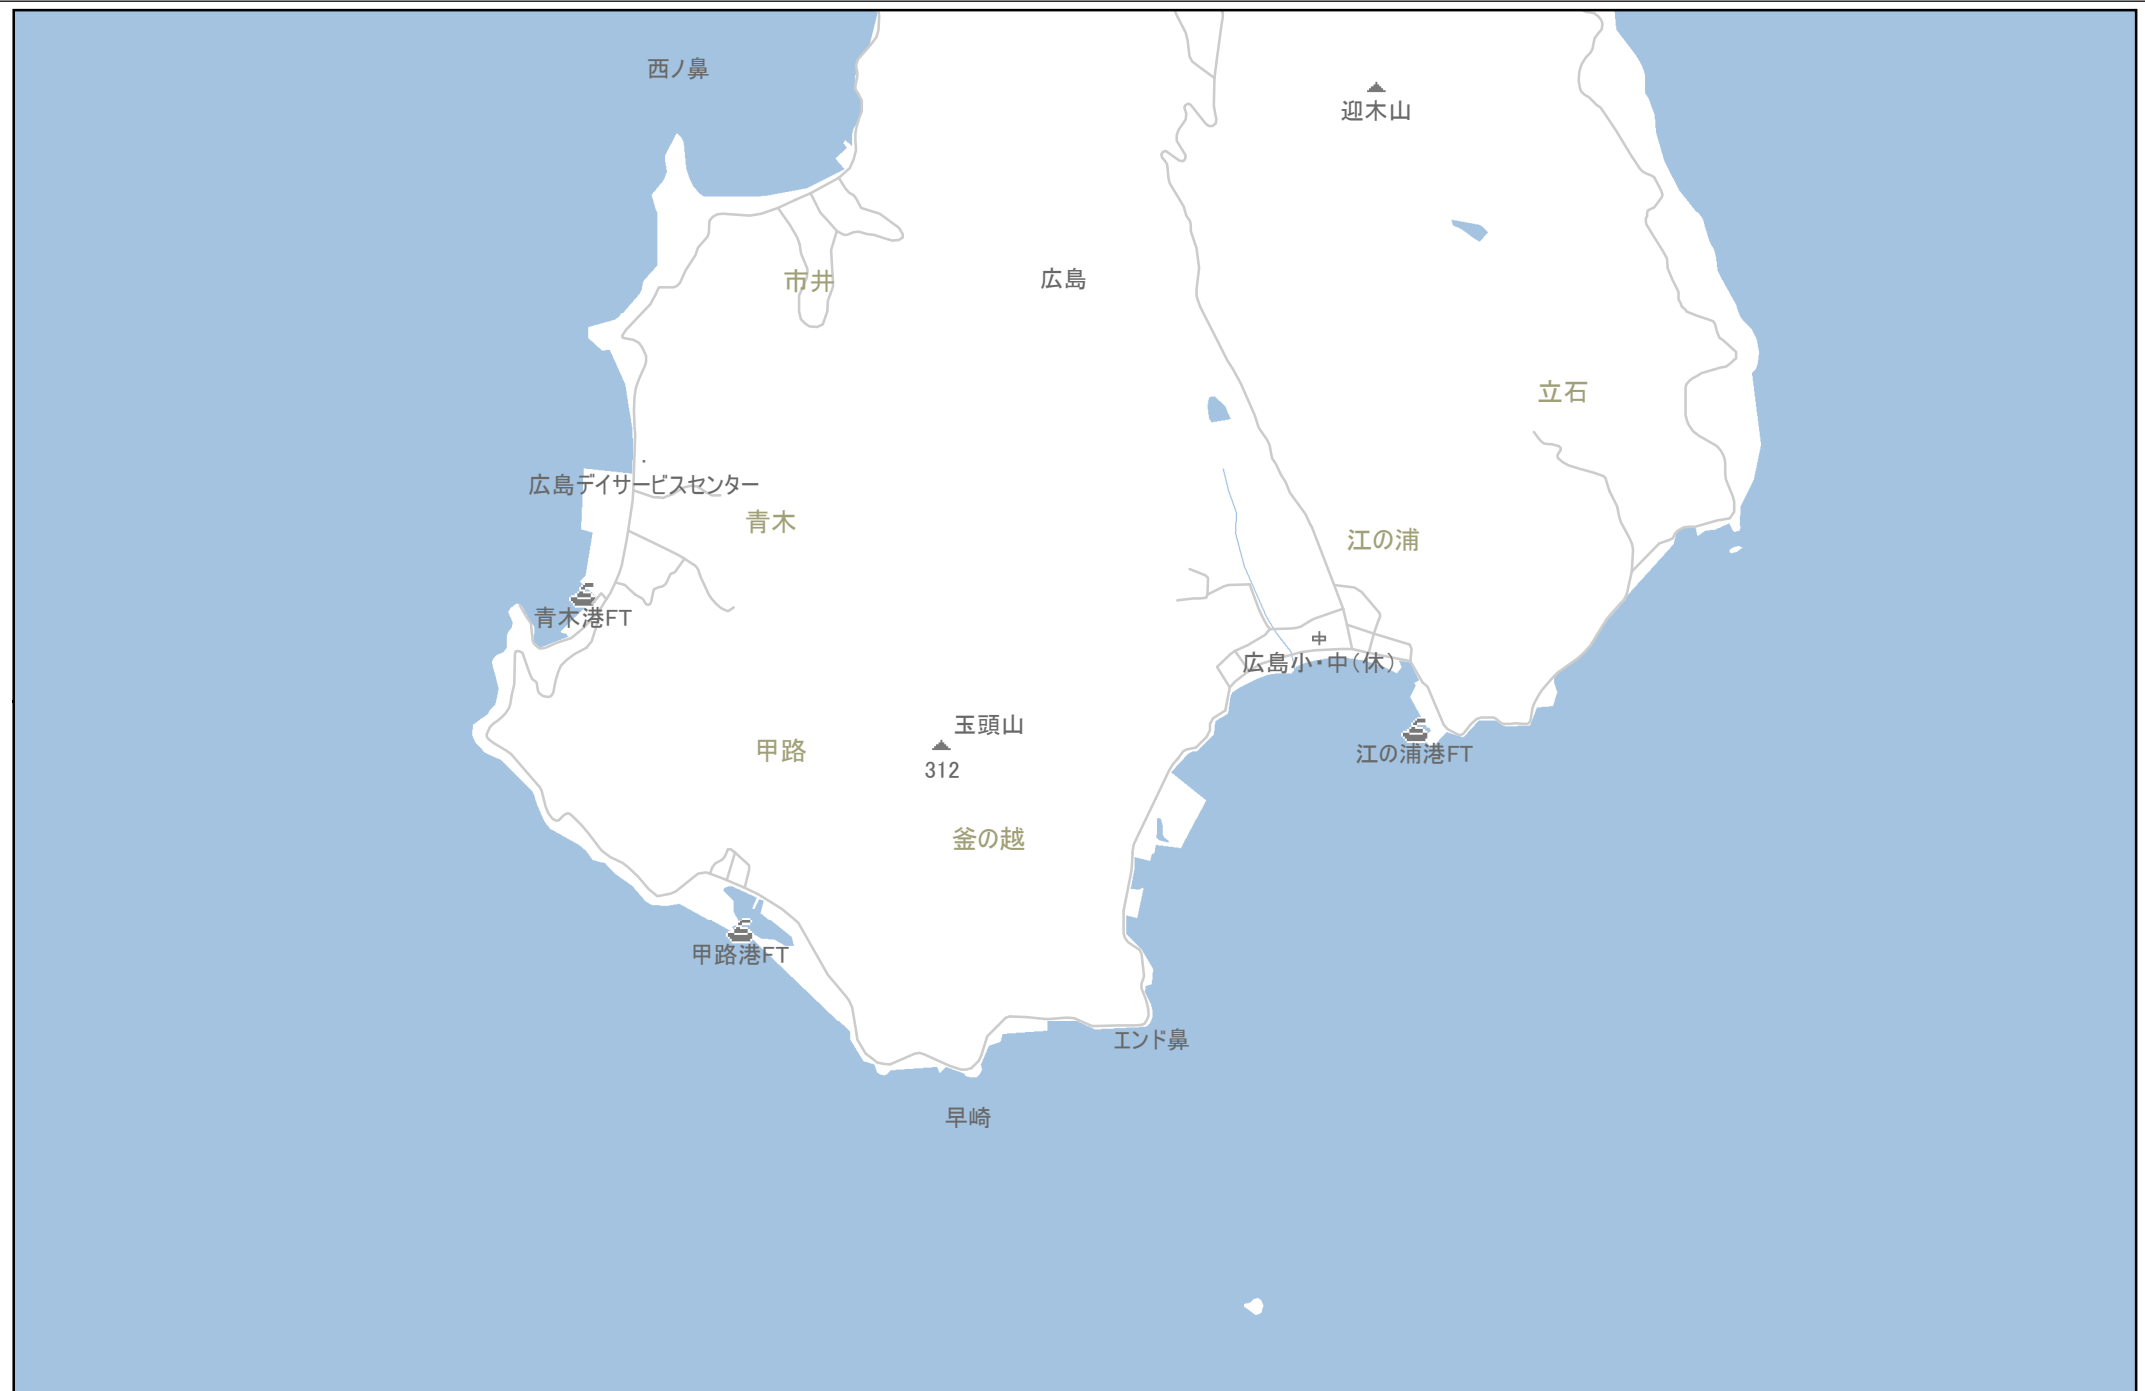 西ノ鼻
迎木山
市井
広島
立石
広島デイサービスセンター
青木
江の浦
青木港FT
中
広島小・中(休)
玉頭山
312
甲路
江の浦港FT
釜の越
甲路港FT
エンド鼻
早崎